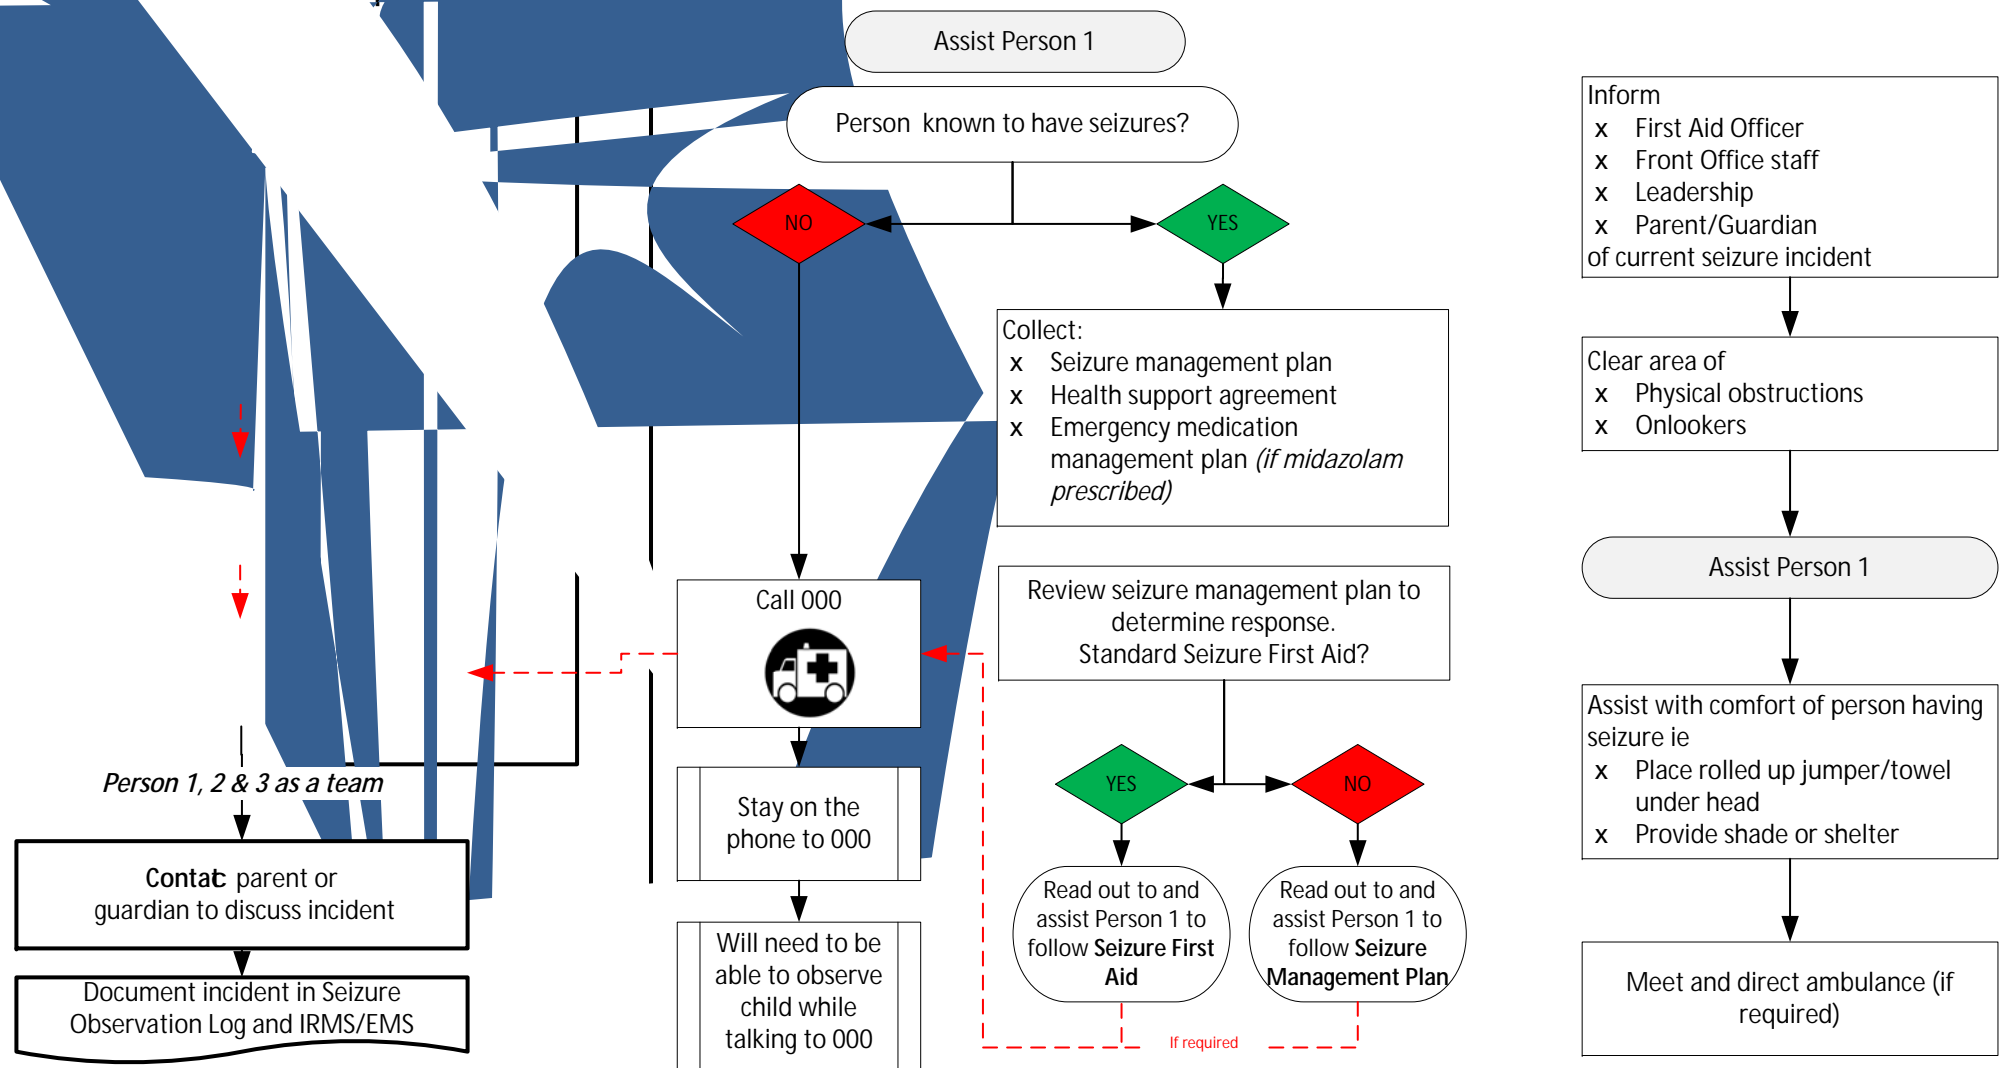 Assist Person 1
Person known to have seizures?
NO
YES
Collect:
x Seizure management plan
x Health support agreement
x Emergency medication
management plan (if midazolam
prescribed)
Call 000
Stay on the
phone to 000
Will need to be
able to observe
child while
talking to 000
Review seizure management plan to
determine response.
Standard Seizure First Aid?
YES
NO
Read out to and
assist Person 1 to
follow Seizure First
Aid
Read out to and
assist Person 1 to
follow Seizure
Management Plan
If required
Inform
x First Aid Officer
x Front Office staff
x Leadership
x Parent/Guardian
of current seizure incident
Clear area of
x Physical obstructions
x Onlookers
Assist Person 1
Assist with comfort of person having
seizure ie
x Place rolled up jumper/towel
under head
x Provide shade or shelter
Meet and direct ambulance (if
required)
Person 1, 2 & 3 as a team
Contact parent or
guardian to discuss incident
Document incident in Seizure
Observation Log and IRMS/EMS